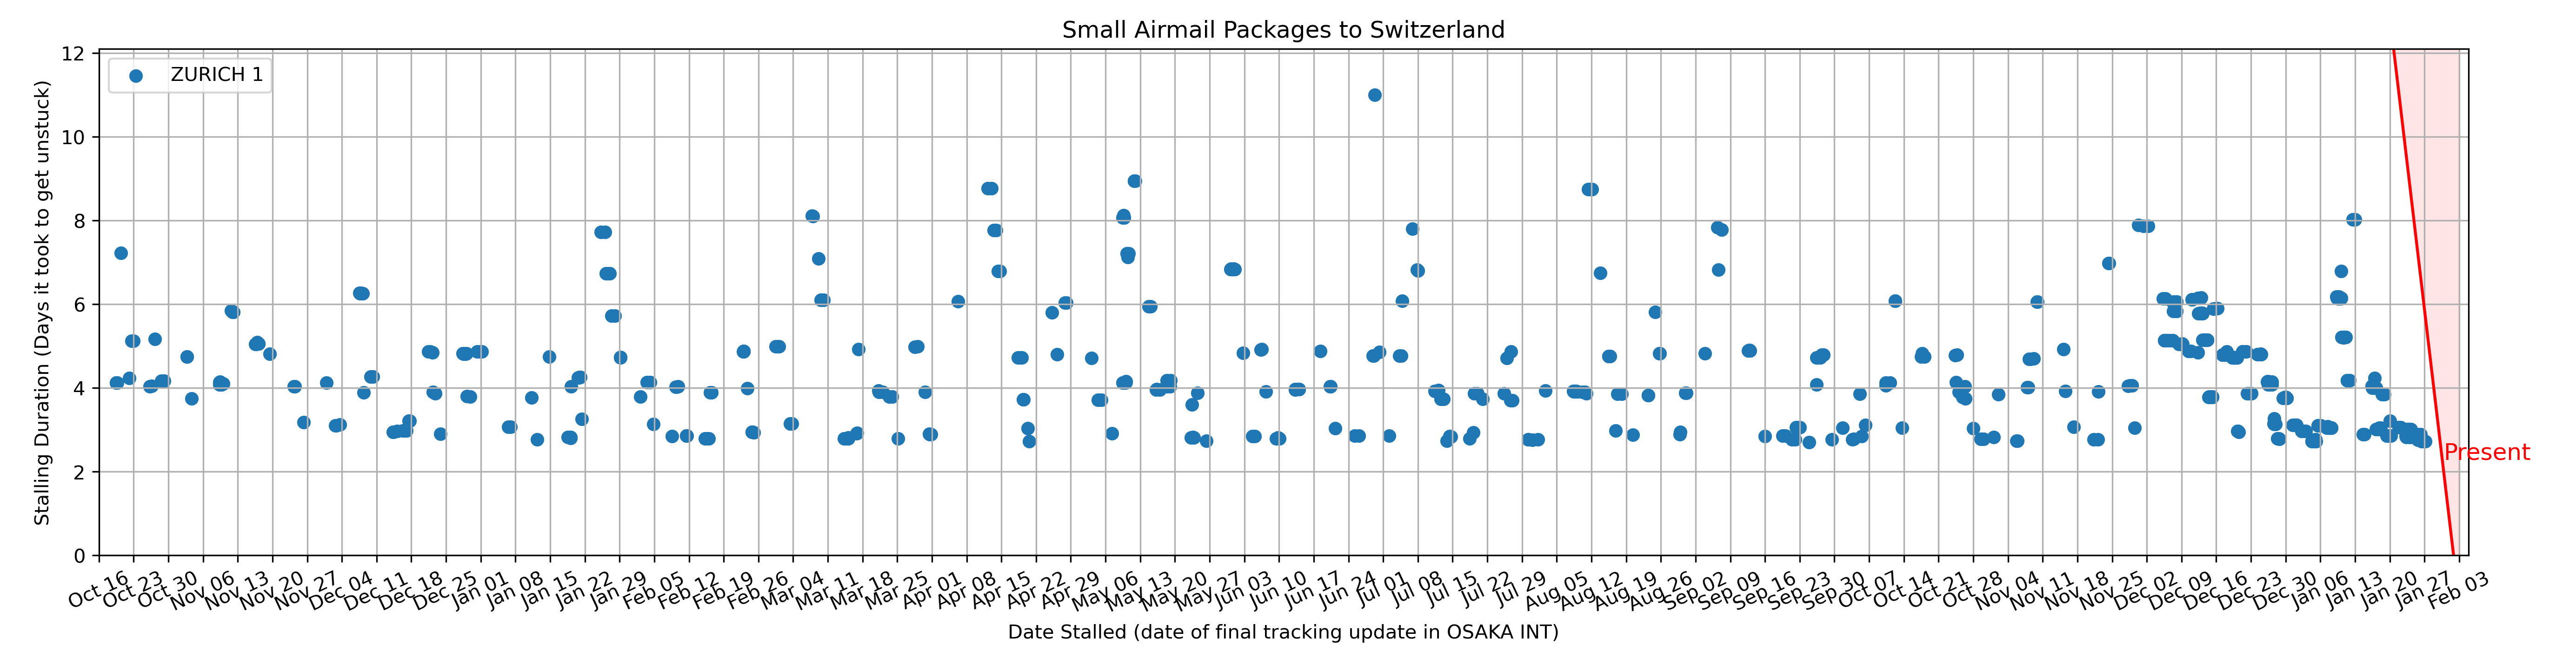 Small Airmail Packages to Switzerland
ZURICH 1
Stalling Duration (Days it took to get unstuck)
12
10
8
6
4
2
0
Present
Oct 16
Oct 23
Oct 30
Nov 06
Nov 13
Nov 20
Nov 27
Dec 04
Dec 11
Dec 18
Dec 25
Jan 01
Jan 08
Jan 15
Jan 22
Jan 29
Feb 05
Feb 12
Feb 19
Feb 26
Mar 04
Mar 11
Mar 18
Mar 25
Apr 01
Apr 08
Apr 15
Apr 22
Apr 29
May 06
May 13
May 20
May 27
Jun 03
Jun 10
Jun 17
Jun 24
Jul 01
Jul 08
Jul 15
Jul 22
Jul 29
Aug 05
Aug 12
Aug 19
Aug 26
Sep 02
Sep 09
Sep 16
Sep 23
Sep 30
Oct 07
Oct 14
Oct 21
Oct 28
Nov 04
Nov 11
Nov 18
Nov 25
Dec 02
Dec 09
Dec 16
Dec 23
Dec 30
Jan 06
Jan 13
Jan 20
Jan 27
Feb 03
Date Stalled (date of final tracking update in OSAKA INT)